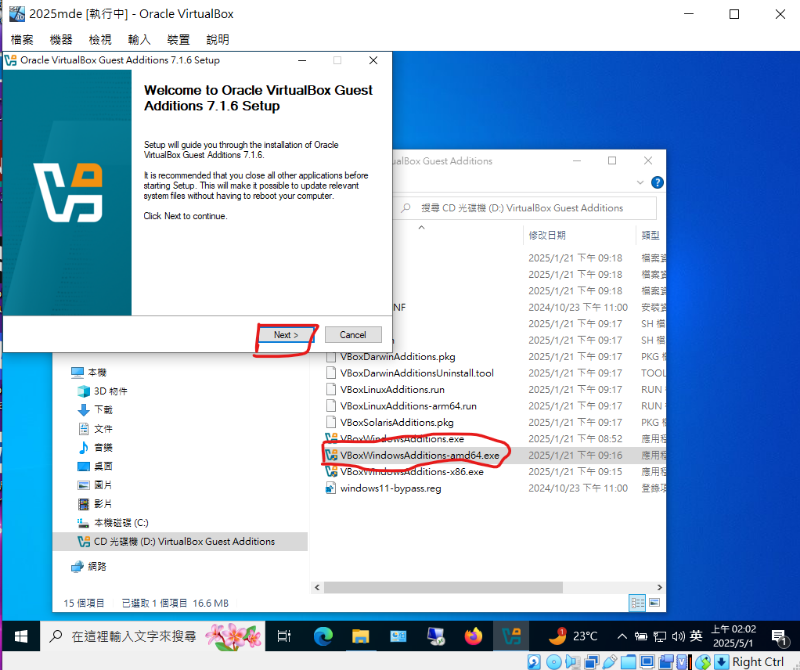 2025mde [執行中] - Oracle VirtualBox
檔案 機器 檢視 輸入 裝置 說明
Oracle VirtualBox Guest Additions 7.1.6 Setup
Welcome to Oracle VirtualBox Guest
Additions 7.1.6 Setup
Setup will guide you through the installation of Oracle
VirtualBox Guest Additions 7.1.6.
It is recommended that you close all other applications before
starting Setup. This will make it possible to update relevant
system files without having to reboot your computer.
Click Next to continue.
Next >
Cancel
ualBox Guest Additions
搜尋 CD 光碟機 (D:) VirtualBox Guest Additions
修改日期 類型
2025/1/21 下午 09:18 檔案資
2025/1/21 下午 09:18 檔案資
2025/1/21 下午 09:18 檔案資
NF 2024/10/23 下午 11:00 安裝資
2025/1/21 下午 09:17 SH 檔
2025/1/21 下午 09:17 SH 檔
VBoxDarwinAdditions.pkg 2025/1/21 下午 09:17 PKG 檔
VBoxDarwinAdditionsUninstall.tool 2025/1/21 下午 09:17 TOOL
VBoxLinuxAdditions.run 2025/1/21 下午 09:17 RUN 檔
VBoxLinuxAdditions-arm64.run 2025/1/21 下午 09:17 RUN 檔
VBoxSolarisAdditions.pkg 2025/1/21 下午 09:17 PKG 檔
VBoxWindowsAdditions.exe 2025/1/21 下午 08:52 應用程
VBoxWindowsAdditions-amd64.exe 2025/1/21 下午 09:16 應用程
VBoxWindowsAdditions-x86.exe 2025/1/21 下午 09:15 應用程
windows11-bypass.reg 2024/10/23 下午 11:00 登錄項
本機
3D 物件
下載
文件
音樂
桌面
圖片
影片
本機磁碟 (C:)
CD 光碟機 (D:) VirtualBox Guest Additions
網路
15 個項目 已選取 1 個項目 16.6 MB
在這裡輸入文字來搜尋
23°C
英
上午 02:02
2025/5/1
Right Ctrl